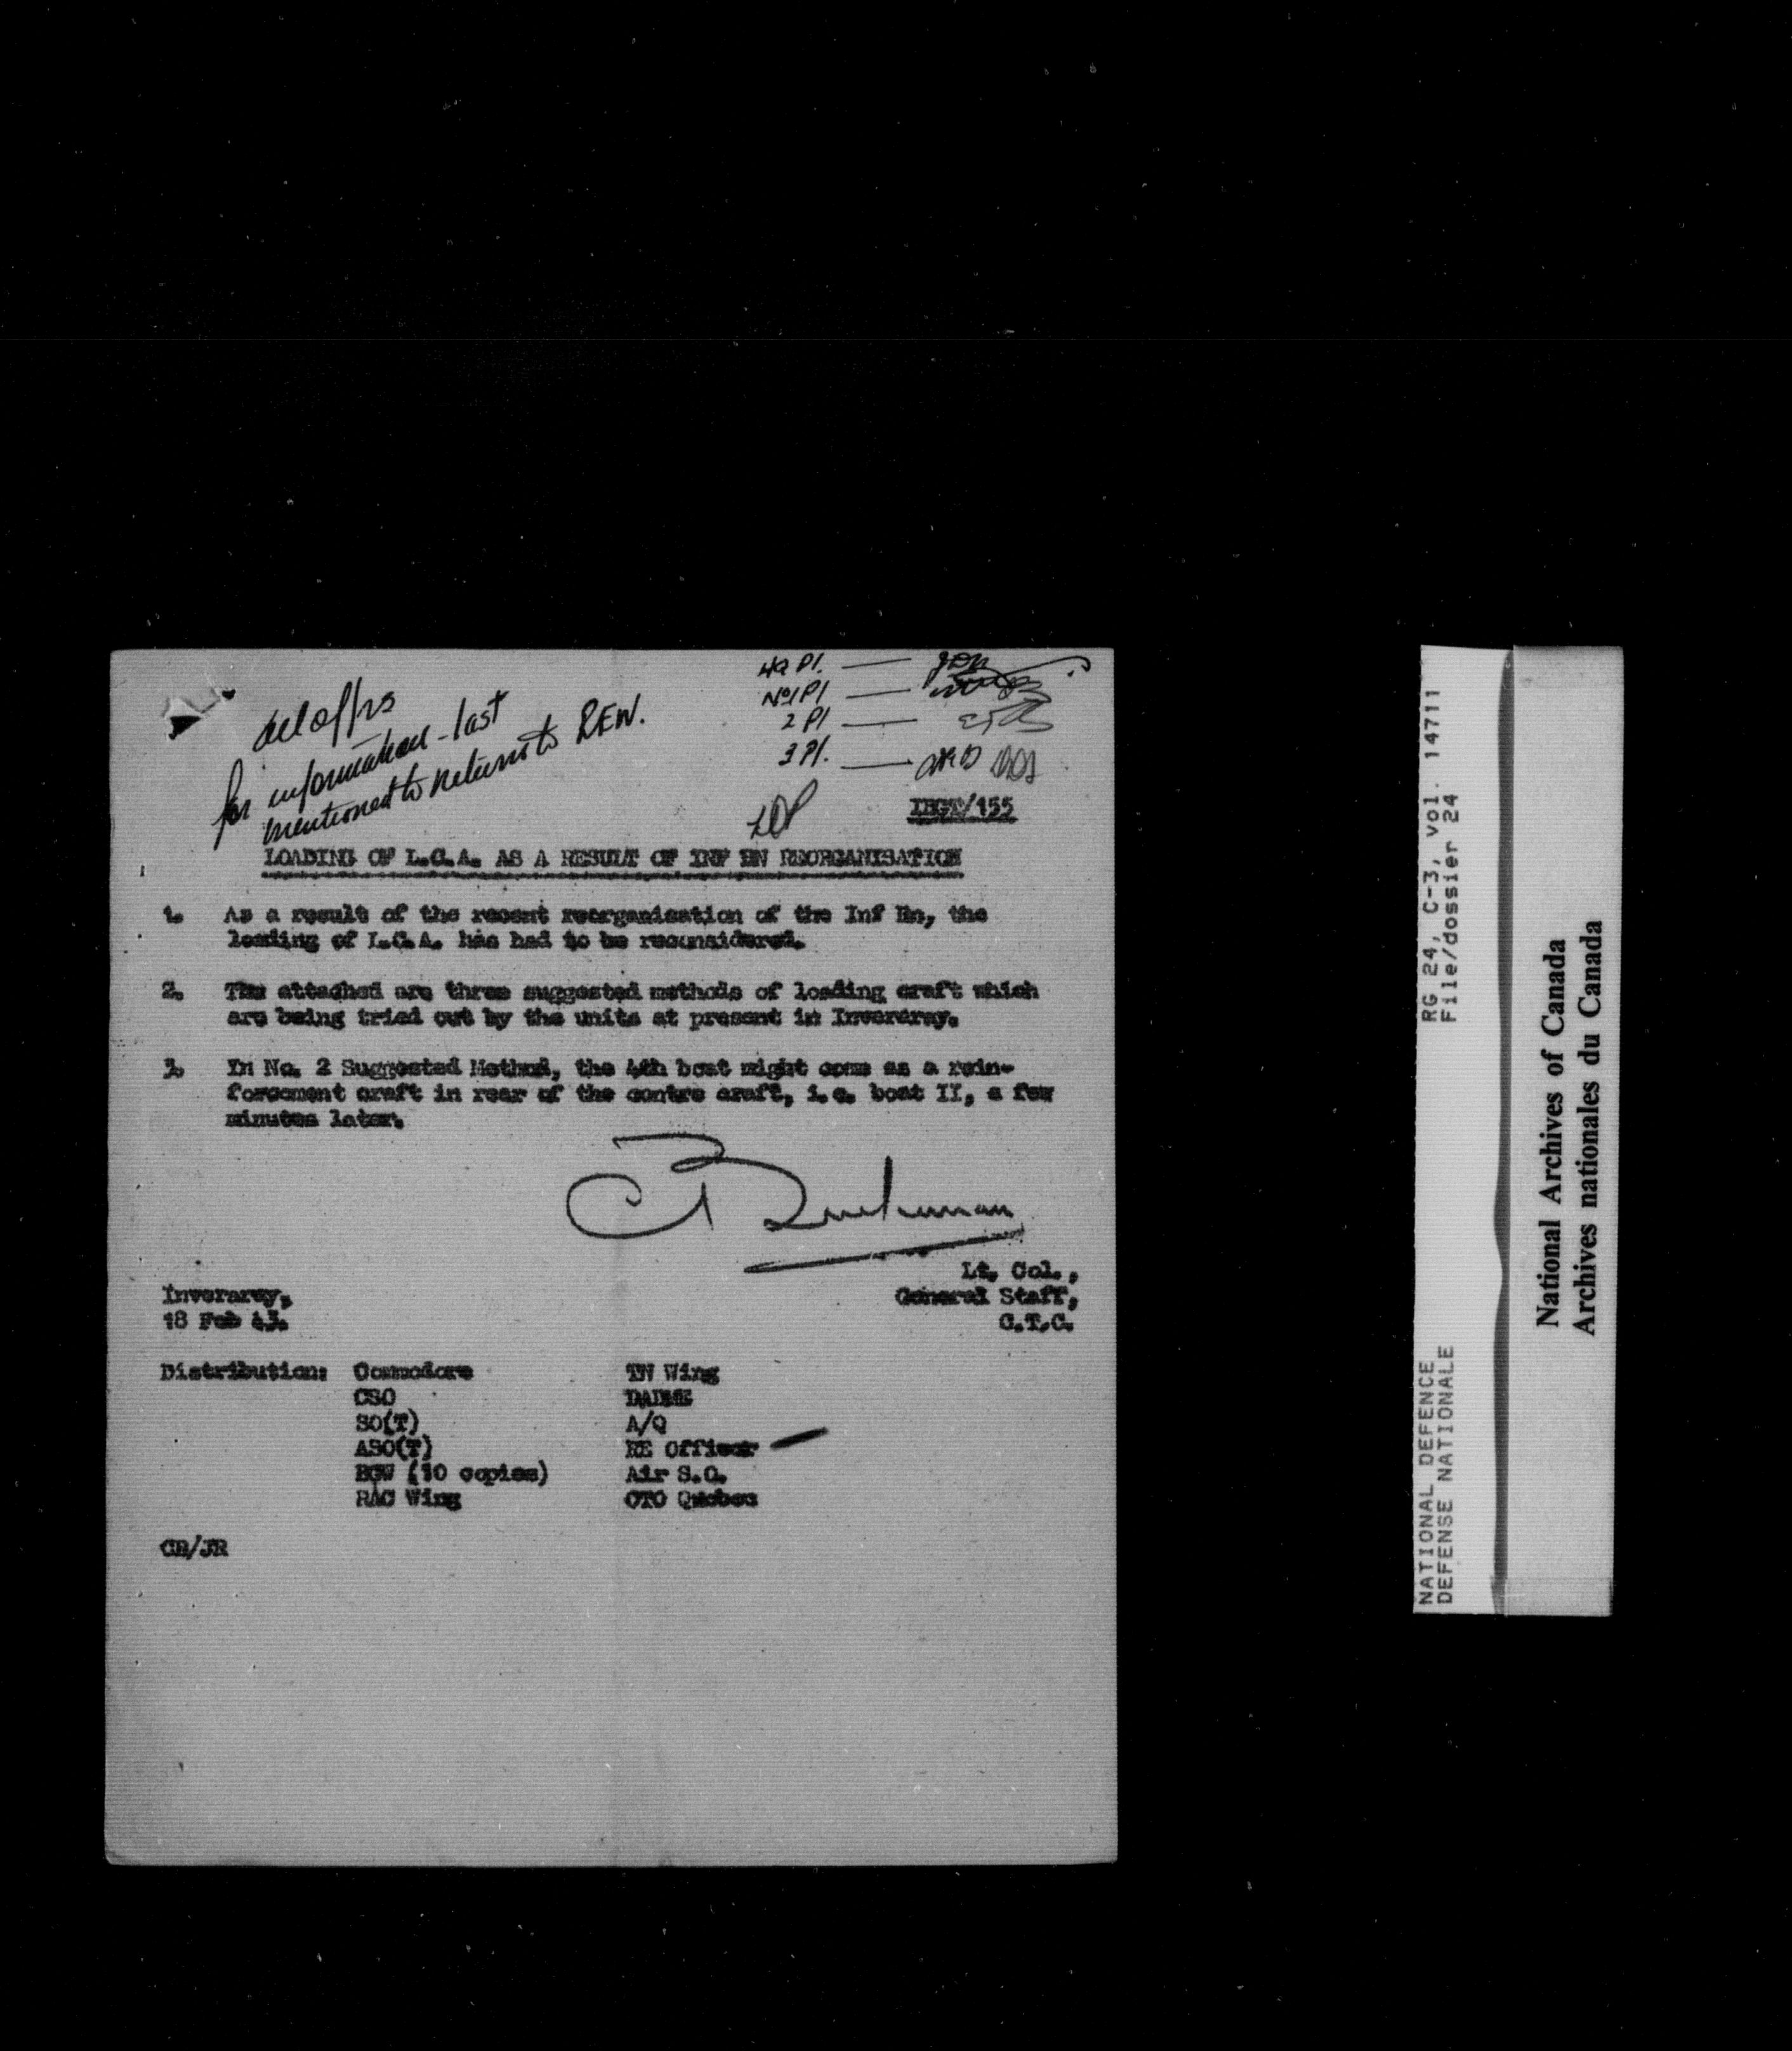 All offrs
for information - last
mentioned to return to REW.
HQ Pl. —
No1 Pl —
2 Pl —
3 Pl. —
/155
LOADING OF L.C.A. AS A RESULT OF INF BN REORGANISATION
1. As a result of the recent reorganisation of the Inf Bn, the
loading of L.C.A. has had to be reconsidered.
2. The attached are three suggested methods of loading craft which
are being tried out by the units at present in Inveraray.
3. In No. 2 Suggested Method, the 4th boat might come as a rein-
forcement craft in rear of the centre craft, i.e. boat II, a few
minutes later.
Lt. Col.,
General Staff,
C.T.C.
Inveraray,
18 Feb 43.
Distribution: Commodore TN Wing
CSO
SO(T) A/Q
ASO(T) RE Officer
BGW (10 copies) Air S.O.
RAC Wing CTO Quebec
CB/JR
RG 24, C-3, vol. 14711
File/dossier 24
NATIONAL DEFENCE
DEFENSE NATIONALE
National Archives of Canada
Archives nationales du Canada